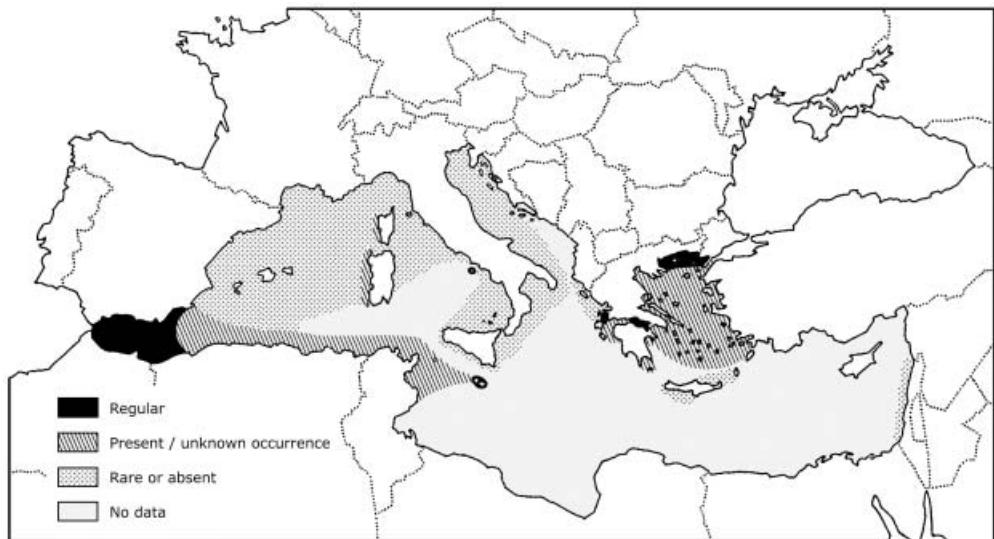 Regular
Present / unknown occurrence
Rare or absent
No data